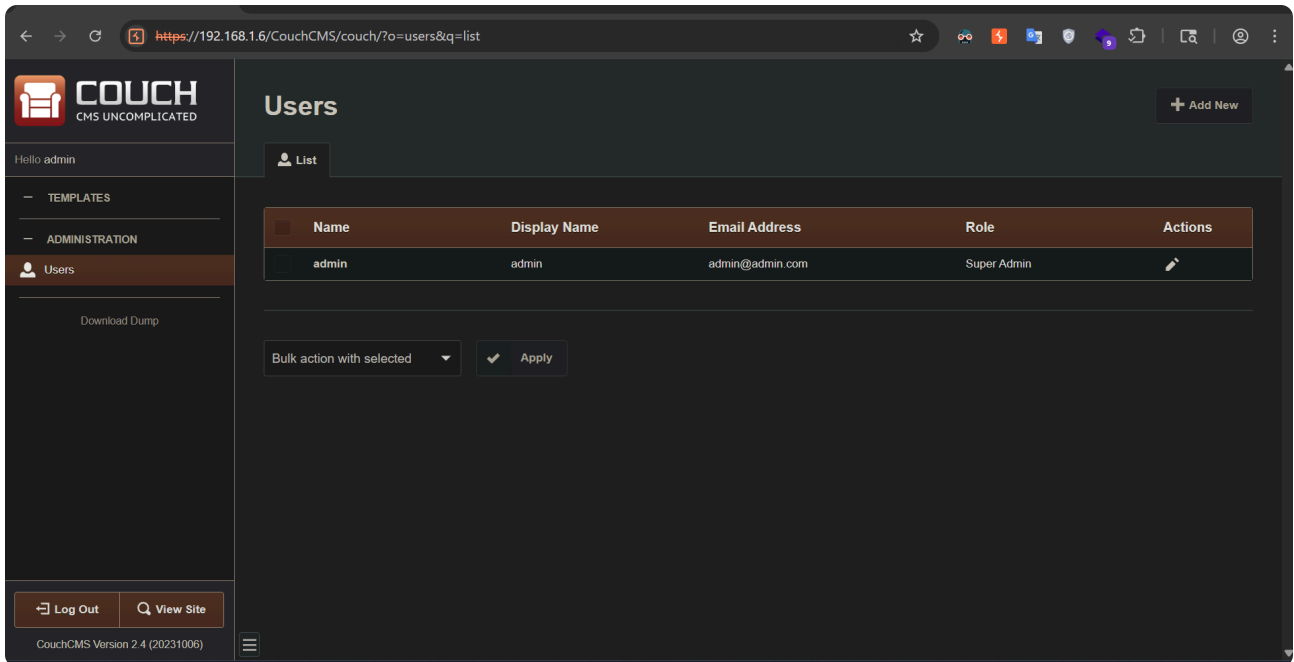 https://192.168.1.6/CouchCMS/couch/?o=users&q=list
9
COUCH
CMS UNCOMPLICATED
Users
Add New
Hello admin
List
TEMPLATES
Name Display Name Email Address Role Actions
ADMINISTRATION
Users
admin admin admin@admin.com Super Admin
Download Dump
Bulk action with selected Apply
Log Out View Site
CouchCMS Version 2.4 (20231006)